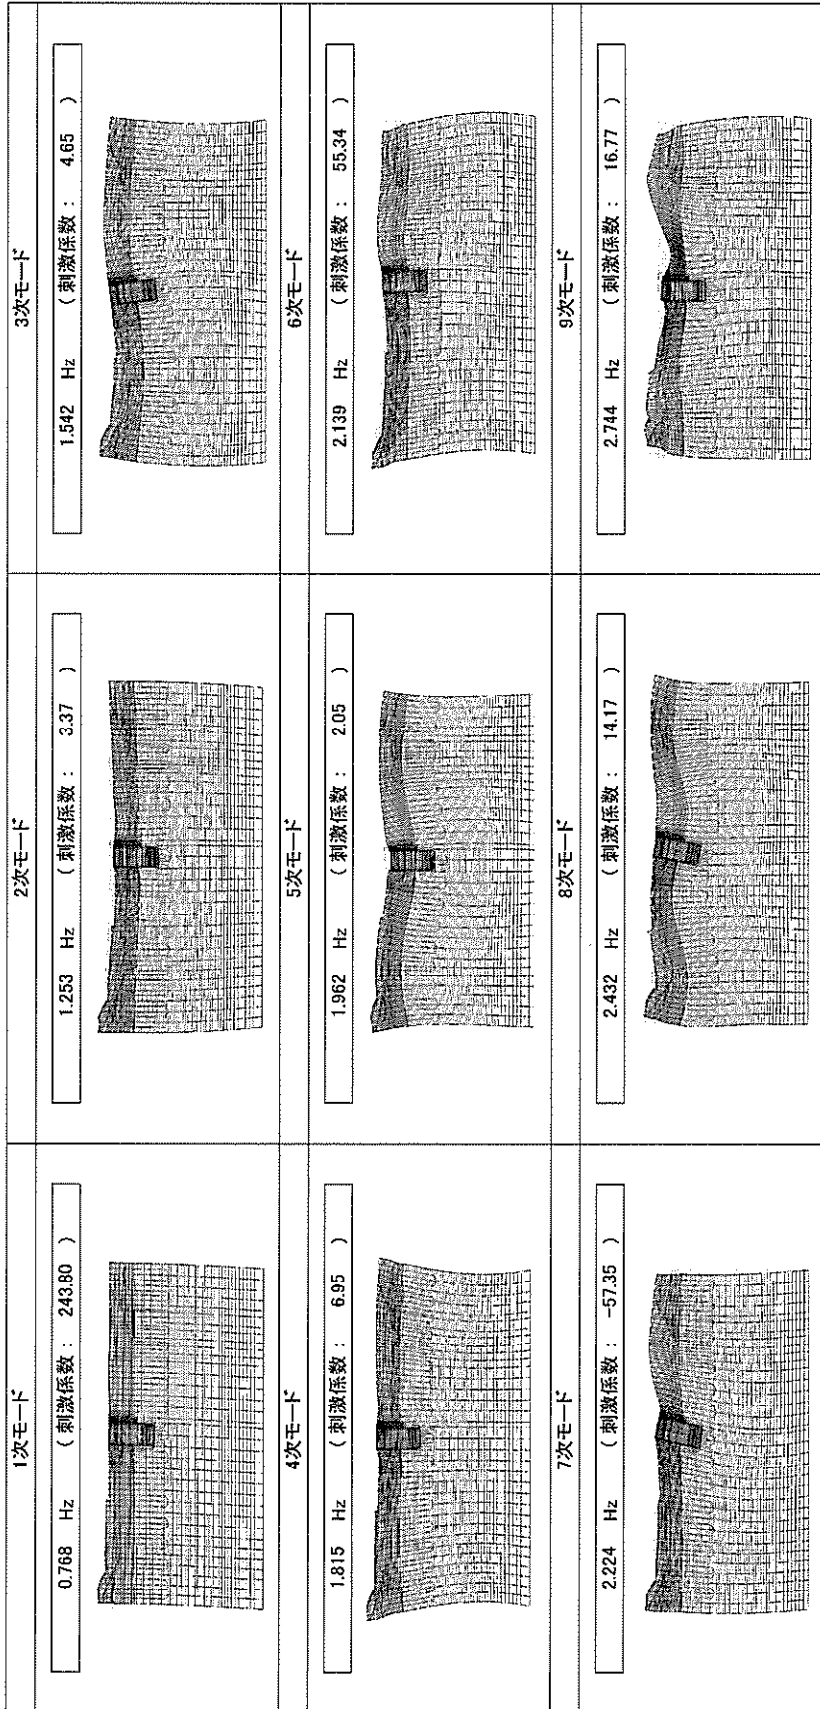 1次モード
0.768 Hz ( 刺激係数 : 243.80 )
2次モード
1.253 Hz ( 刺激係数 : 3.37 )
3次モード
1.542 Hz ( 刺激係数 : 4.65 )
4次モード
1.815 Hz ( 刺激係数 : 6.95 )
5次モード
1.962 Hz ( 刺激係数 : 2.05 )
6次モード
2.139 Hz ( 刺激係数 : 55.34 )
7次モード
2.224 Hz ( 刺激係数 : -57.35 )
8次モード
2.432 Hz ( 刺激係数 : 14.17 )
9次モード
2.744 Hz ( 刺激係数 : 16.77 )